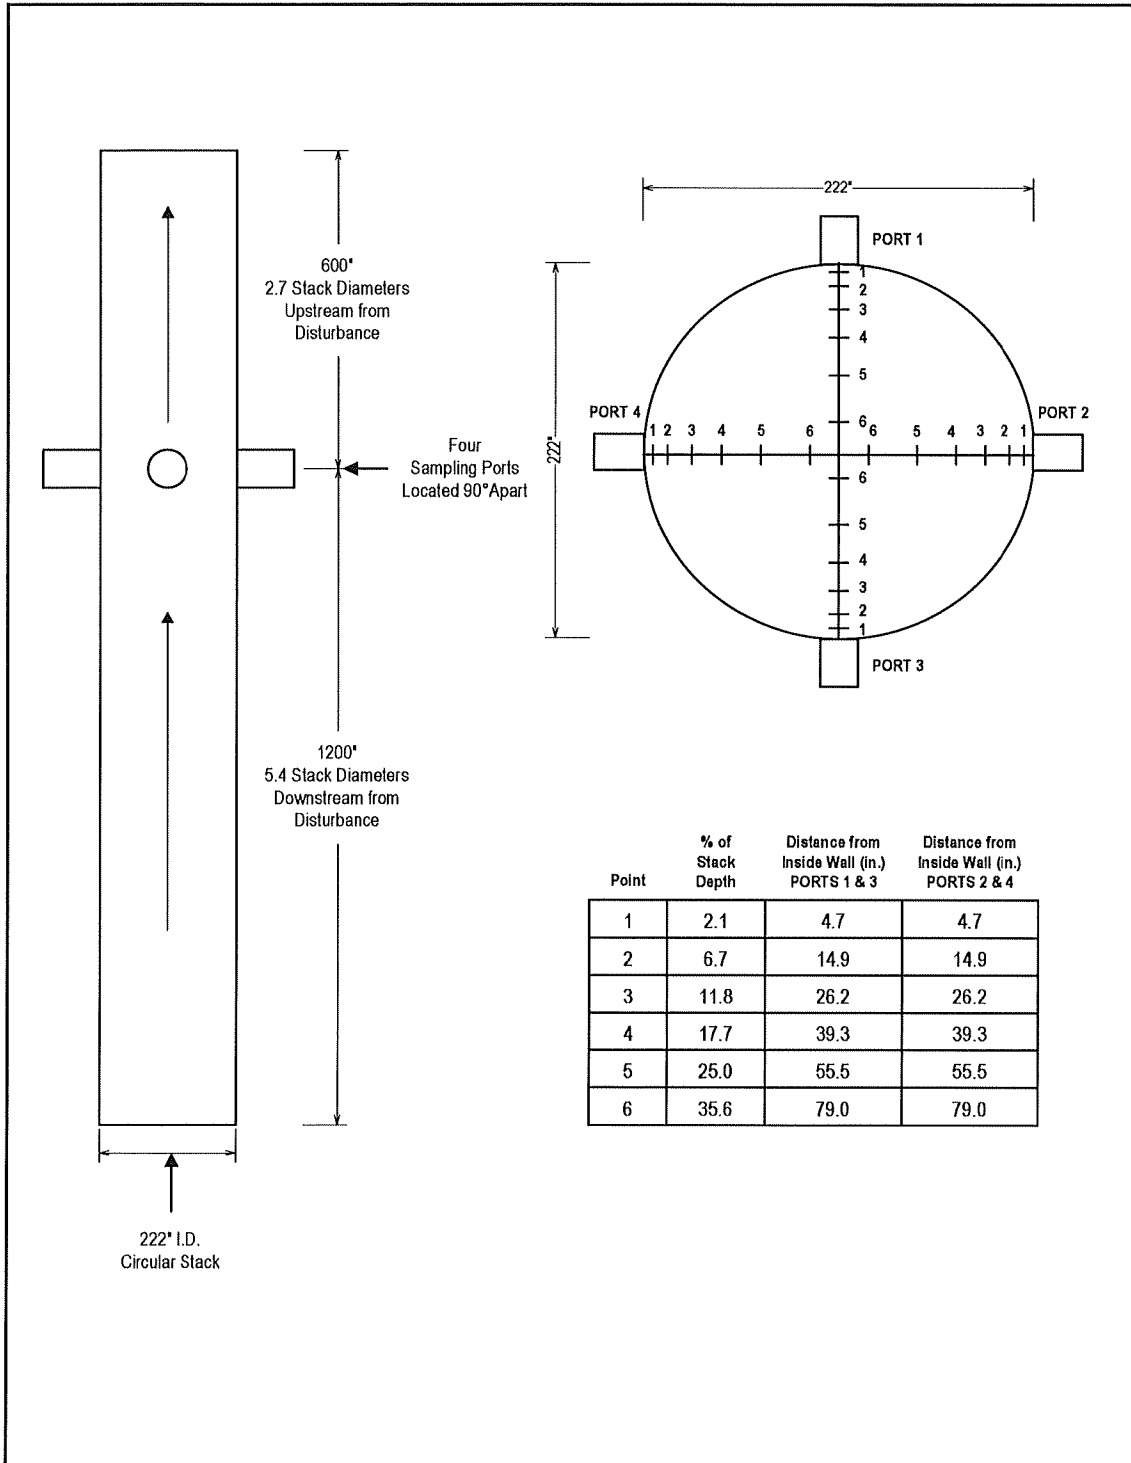 600"
2.7 Stack Diameters
Upstream from
Disturbance
Four
Sampling Ports
Located 90°Apart
1200"
5.4 Stack Diameters
Downstream from
Disturbance
222" I.D.
Circular Stack
222"
PORT 1
1
2
3
4
5
6
PORT 4
1 2 3 4 5 6
PORT 2
6 5 4 3 2 1
222"
6
5
4
3
2
1
PORT 3
Point % of Stack Depth Distance from Inside Wall (in.) PORTS 1 & 3 Distance from Inside Wall (in.) PORTS 2 & 4
1 2.1 4.7 4.7
2 6.7 14.9 14.9
3 11.8 26.2 26.2
4 17.7 39.3 39.3
5 25.0 55.5 55.5
6 35.6 79.0 79.0